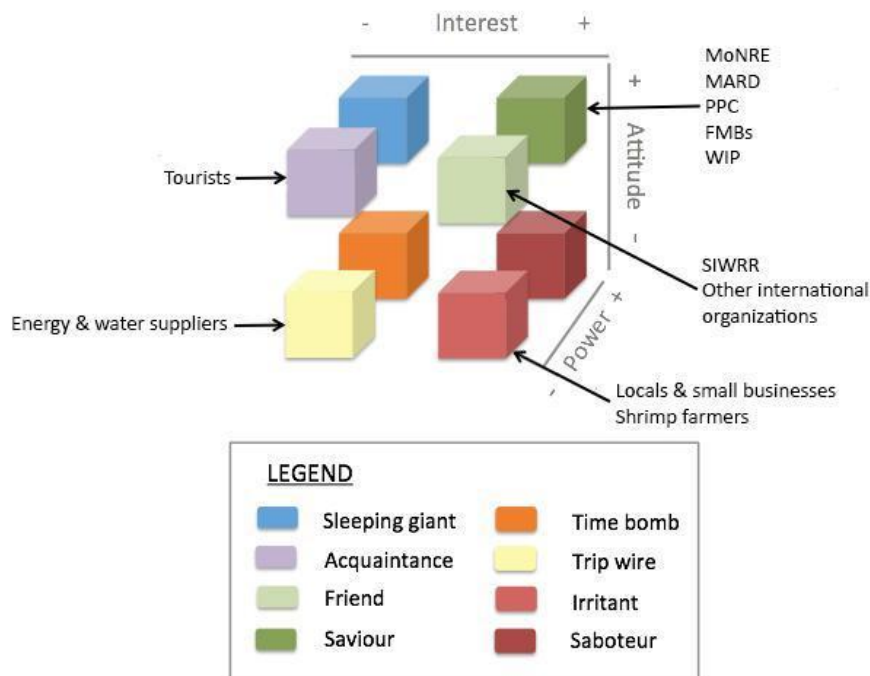 - Interest +
MoNRE
MARD
PPC
FMBs
WIP
+ Attitude -
Tourists
SIWRR
Other international
organizations
Energy & water suppliers
- Power +
Locals & small businesses
Shrimp farmers
LEGEND
Sleeping giant
Time bomb
Acquaintance
Trip wire
Friend
Irritant
Saviour
Saboteur